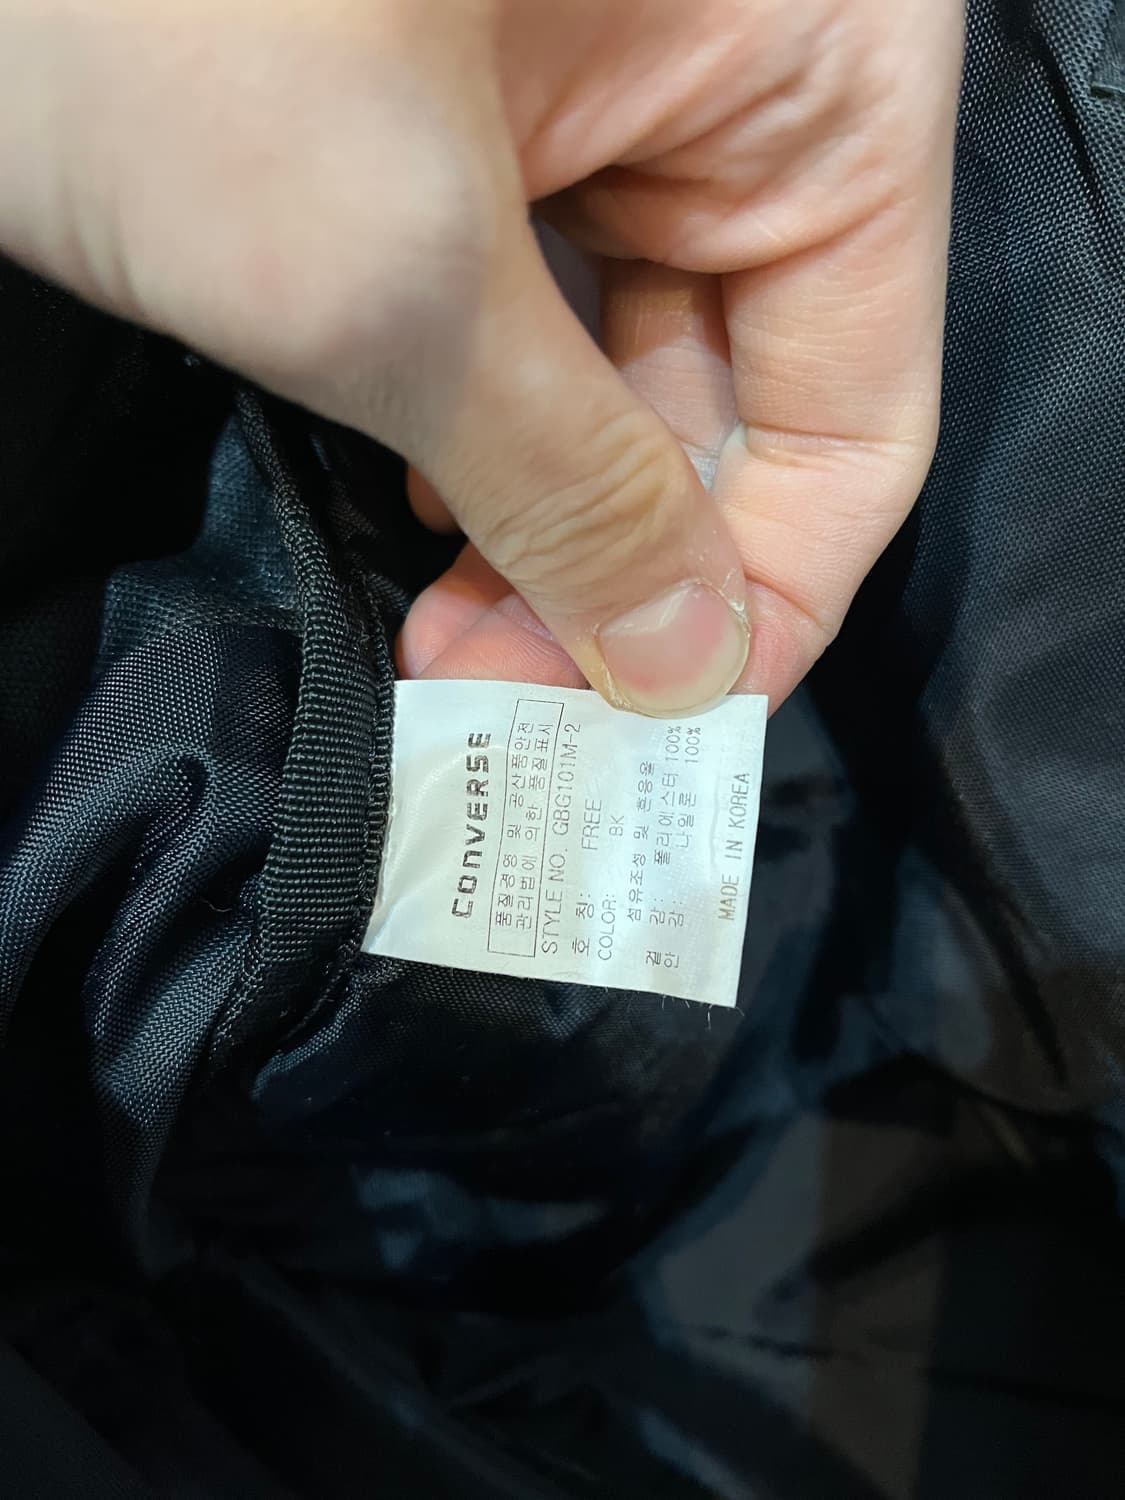 CONVERSE
품질경영 및 공산품안전
관리법에 의한 품질표시
STYLE NO. GBG101M-2
호 칭: FREE
COLOR: BK
섬유조성 및 혼용율
겉 감: 폴리에스터 100%
안 감: 나일론 100%
MADE IN KOREA